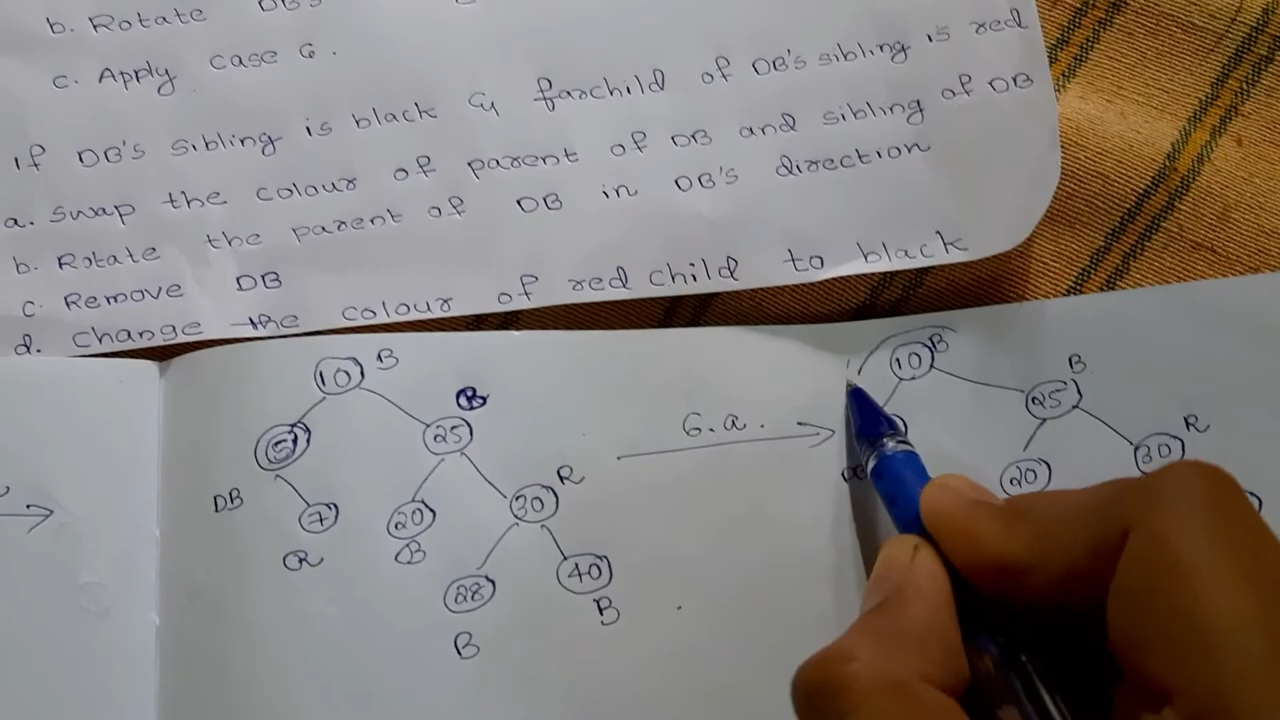 b. Rotate DB's
c. Apply case 6.
If DB's sibling is black & farchild of DB's sibling is red
a. Swap the colour of parent of DB and sibling of DB
b. Rotate the parent of DB in DB's direction
c. Remove DB
d. Change the colour of red child to black
10 B
5
DB
7
R
25
B
20
B
30 R
28
B
40
B
6.a.
10 B
25 B
20
30 R